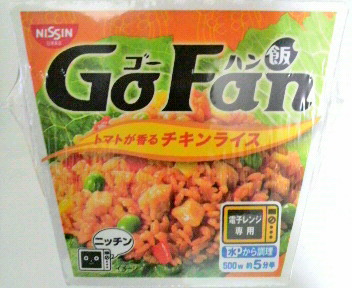 NISSIN
ゴー ハン
GoFan 飯
トマトが香るチキンライス
電子レンジ
専用
水から調理
500W 約5分半
ニッチン